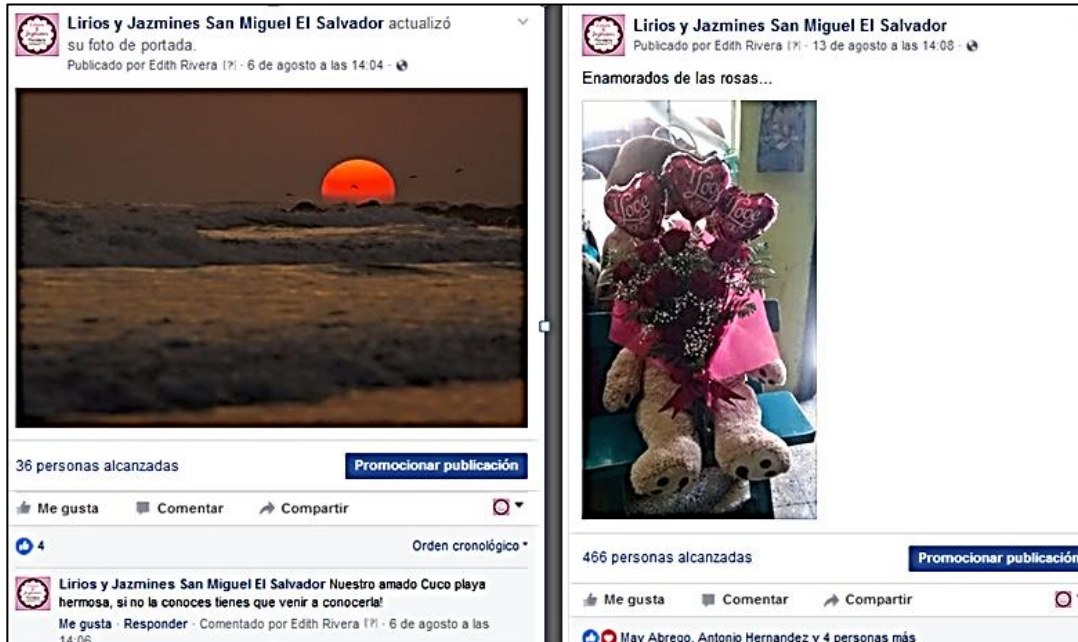 Lirios y Jazmines San Miguel El Salvador actualizó
su foto de portada.
Publicado por Edith Rivera [?] · 6 de agosto a las 14:04 ·
36 personas alcanzadas
Promocionar publicación
Me gusta Comentar Compartir
4
Orden cronológico
Lirios y Jazmines San Miguel El Salvador Nuestro amado Cuco playa
hermosa, si no la conoces tienes que venir a conocerla!
Me gusta · Responder · Comentado por Edith Rivera [?] · 6 de agosto a las
14:06
Lirios y Jazmines San Miguel El Salvador
Publicado por Edith Rivera [?] · 13 de agosto a las 14:08 ·
Enamorados de las rosas...
Love
Love
Love
466 personas alcanzadas
Promocionar publicación
Me gusta Comentar Compartir
May Abrego, Antonio Hernandez y 4 personas más